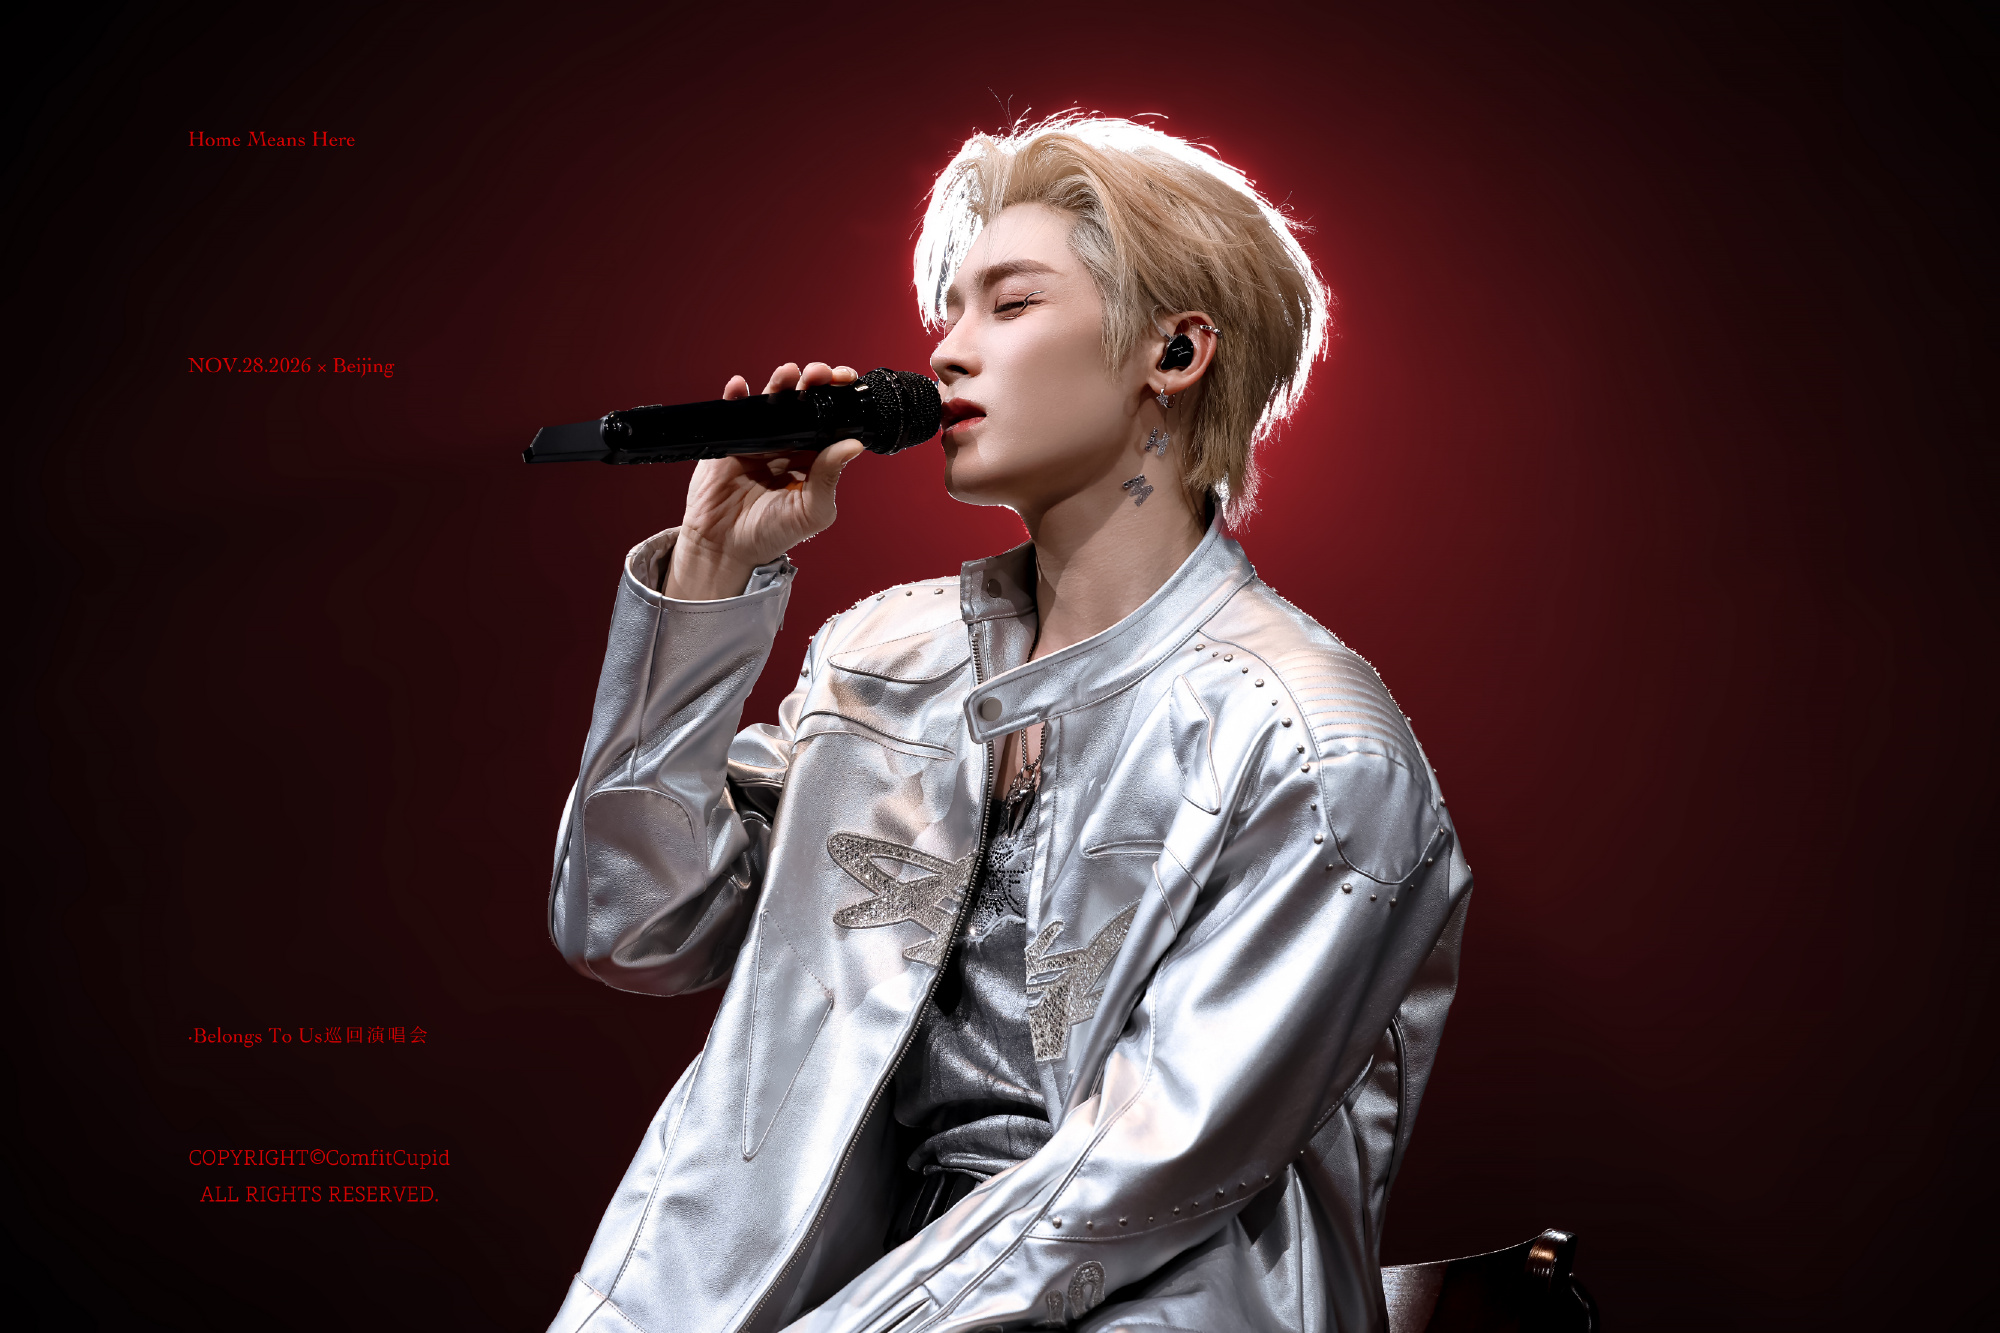 Home Means Here
NOV.28.2026 × Beijing
·Belongs To Us巡回演唱会
COPYRIGHT©ComfitCupid
ALL RIGHTS RESERVED.